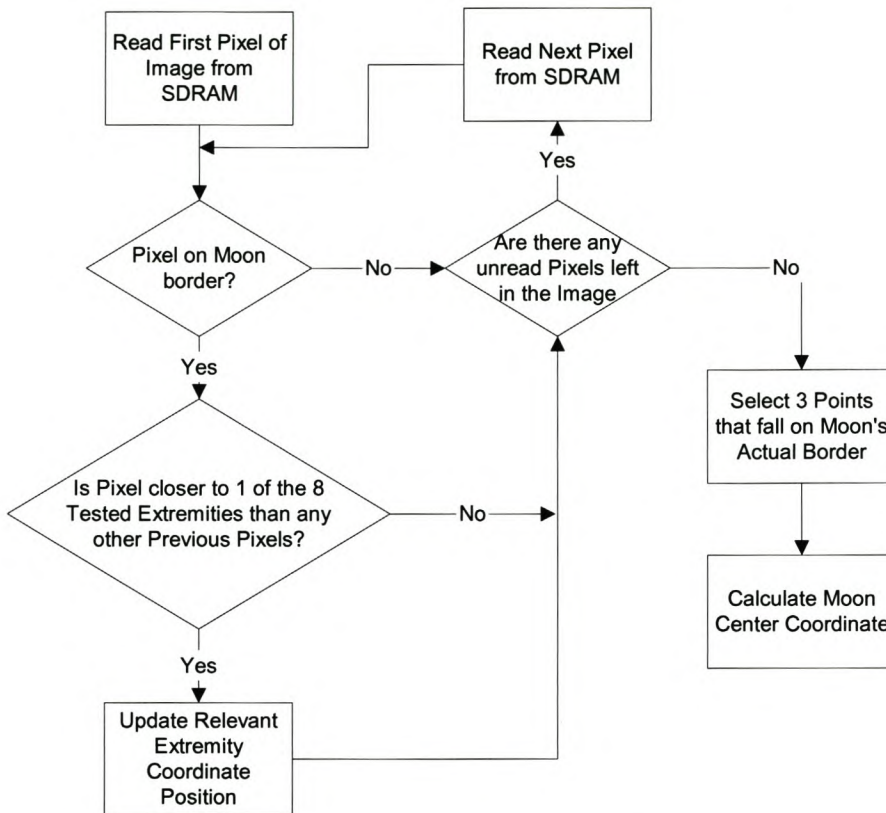 Read First Pixel of
Image from
SDRAM
Read Next Pixel
from SDRAM
Yes
Pixel on Moon
border?
No
Are there any
unread Pixels left
in the Image
No
Yes
Select 3 Points
that fall on Moon's
Actual Border
Is Pixel closer to 1 of the 8
Tested Extremities than any
other Previous Pixels?
No
Calculate Moon
Center Coordinate
Yes
Update Relevant
Extremity
Coordinate
Position